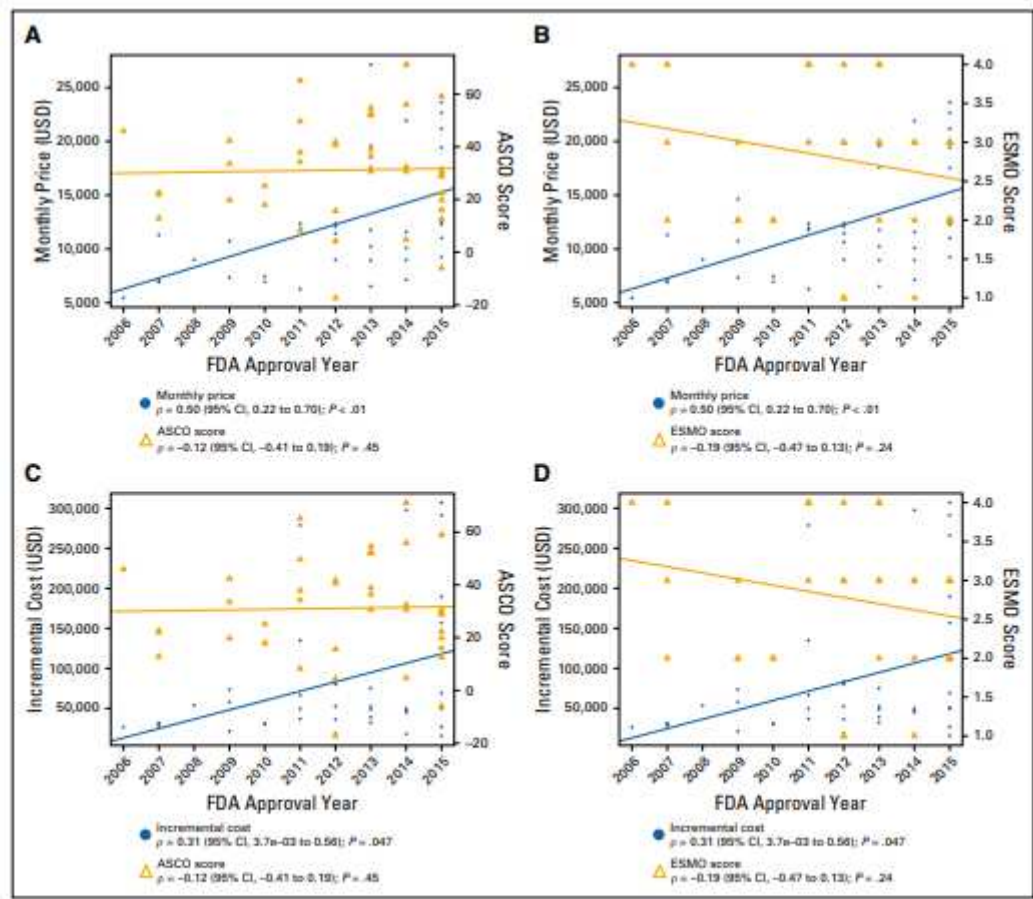 A
Monthly Price (USD)
25,000
20,000
15,000
10,000
5,000
60
40
20
0
–20
ASCO Score
2006 2007 2008 2009 2010 2011 2012 2013 2014 2015
FDA Approval Year
Monthly price
ρ = 0.50 (95% CI, 0.22 to 0.70); P < .01
ASCO score
ρ = –0.12 (95% CI, –0.41 to 0.19); P = .45
B
Monthly Price (USD)
25,000
20,000
15,000
10,000
5,000
4.0
3.5
3.0
2.5
2.0
1.5
1.0
ESMO Score
2006 2007 2008 2009 2010 2011 2012 2013 2014 2015
FDA Approval Year
Monthly price
ρ = 0.50 (95% CI, 0.22 to 0.70); P < .01
ESMO score
ρ = –0.19 (95% CI, –0.47 to 0.13); P = .24
C
Incremental Cost (USD)
300,000
250,000
200,000
150,000
100,000
50,000
60
40
20
0
–20
ASCO Score
2006 2007 2008 2009 2010 2011 2012 2013 2014 2015
FDA Approval Year
Incremental cost
ρ = 0.31 (95% CI, 3.7e–03 to 0.56); P = .047
ASCO score
ρ = –0.12 (95% CI, –0.41 to 0.19); P = .45
D
Incremental Cost (USD)
300,000
250,000
200,000
150,000
100,000
50,000
4.0
3.5
3.0
2.5
2.0
1.5
1.0
ESMO Score
2006 2007 2008 2009 2010 2011 2012 2013 2014 2015
FDA Approval Year
Incremental cost
ρ = 0.31 (95% CI, 3.7e–03 to 0.56); P = .047
ESMO score
ρ = –0.19 (95% CI, –0.47 to 0.13); P = .24